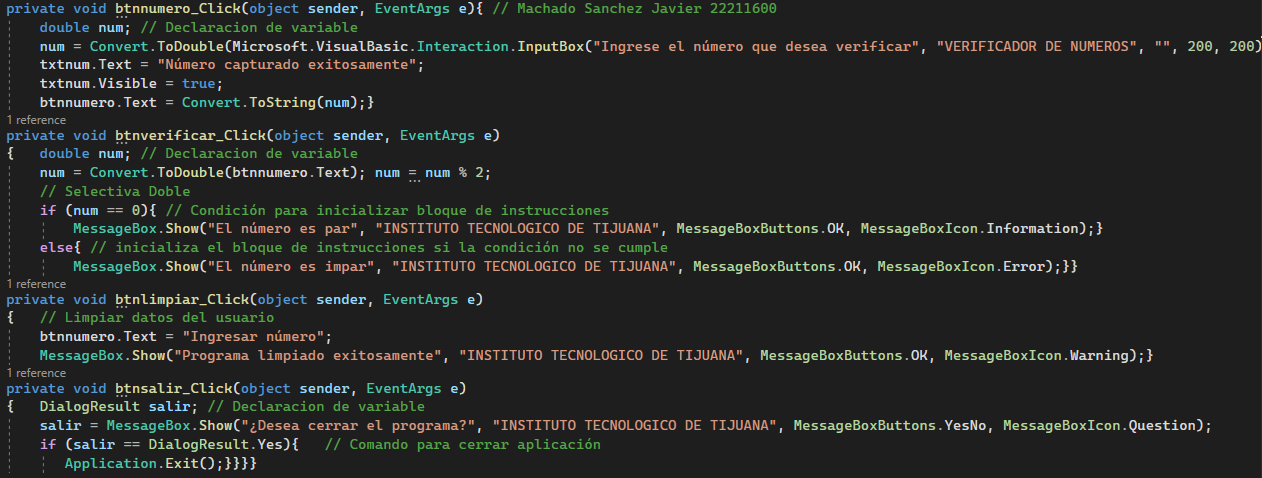 private void btnnumero_Click(object sender, EventArgs e){ // Machado Sanchez Javier 22211600
double num; // Declaracion de variable
num = Convert.ToDouble(Microsoft.VisualBasic.Interaction.InputBox("Ingrese el número que desea verificar", "VERIFICADOR DE NUMEROS", "", 200, 200)
txtnum.Text = "Número capturado exitosamente";
txtnum.Visible = true;
btnnumero.Text = Convert.ToString(num);}
1 reference
private void btnverificar_Click(object sender, EventArgs e)
{ double num; // Declaracion de variable
num = Convert.ToDouble(btnnumero.Text); num = num % 2;
// Selectiva Doble
if (num == 0){ // Condición para inicializar bloque de instrucciones
MessageBox.Show("El número es par", "INSTITUTO TECNOLOGICO DE TIJUANA", MessageBoxButtons.OK, MessageBoxIcon.Information);}
else{ // inicializa el bloque de instrucciones si la condición no se cumple
MessageBox.Show("El número es impar", "INSTITUTO TECNOLOGICO DE TIJUANA", MessageBoxButtons.OK, MessageBoxIcon.Error);}}
1 reference
private void btnlimpiar_Click(object sender, EventArgs e)
{ // Limpiar datos del usuario
btnnumero.Text = "Ingresar número";
MessageBox.Show("Programa limpiado exitosamente", "INSTITUTO TECNOLOGICO DE TIJUANA", MessageBoxButtons.OK, MessageBoxIcon.Warning);}
1 reference
private void btnsalir_Click(object sender, EventArgs e)
{ DialogResult salir; // Declaracion de variable
salir = MessageBox.Show("¿Desea cerrar el programa?", "INSTITUTO TECNOLOGICO DE TIJUANA", MessageBoxButtons.YesNo, MessageBoxIcon.Question);
if (salir == DialogResult.Yes){ // Comando para cerrar aplicación
Application.Exit();}}}}